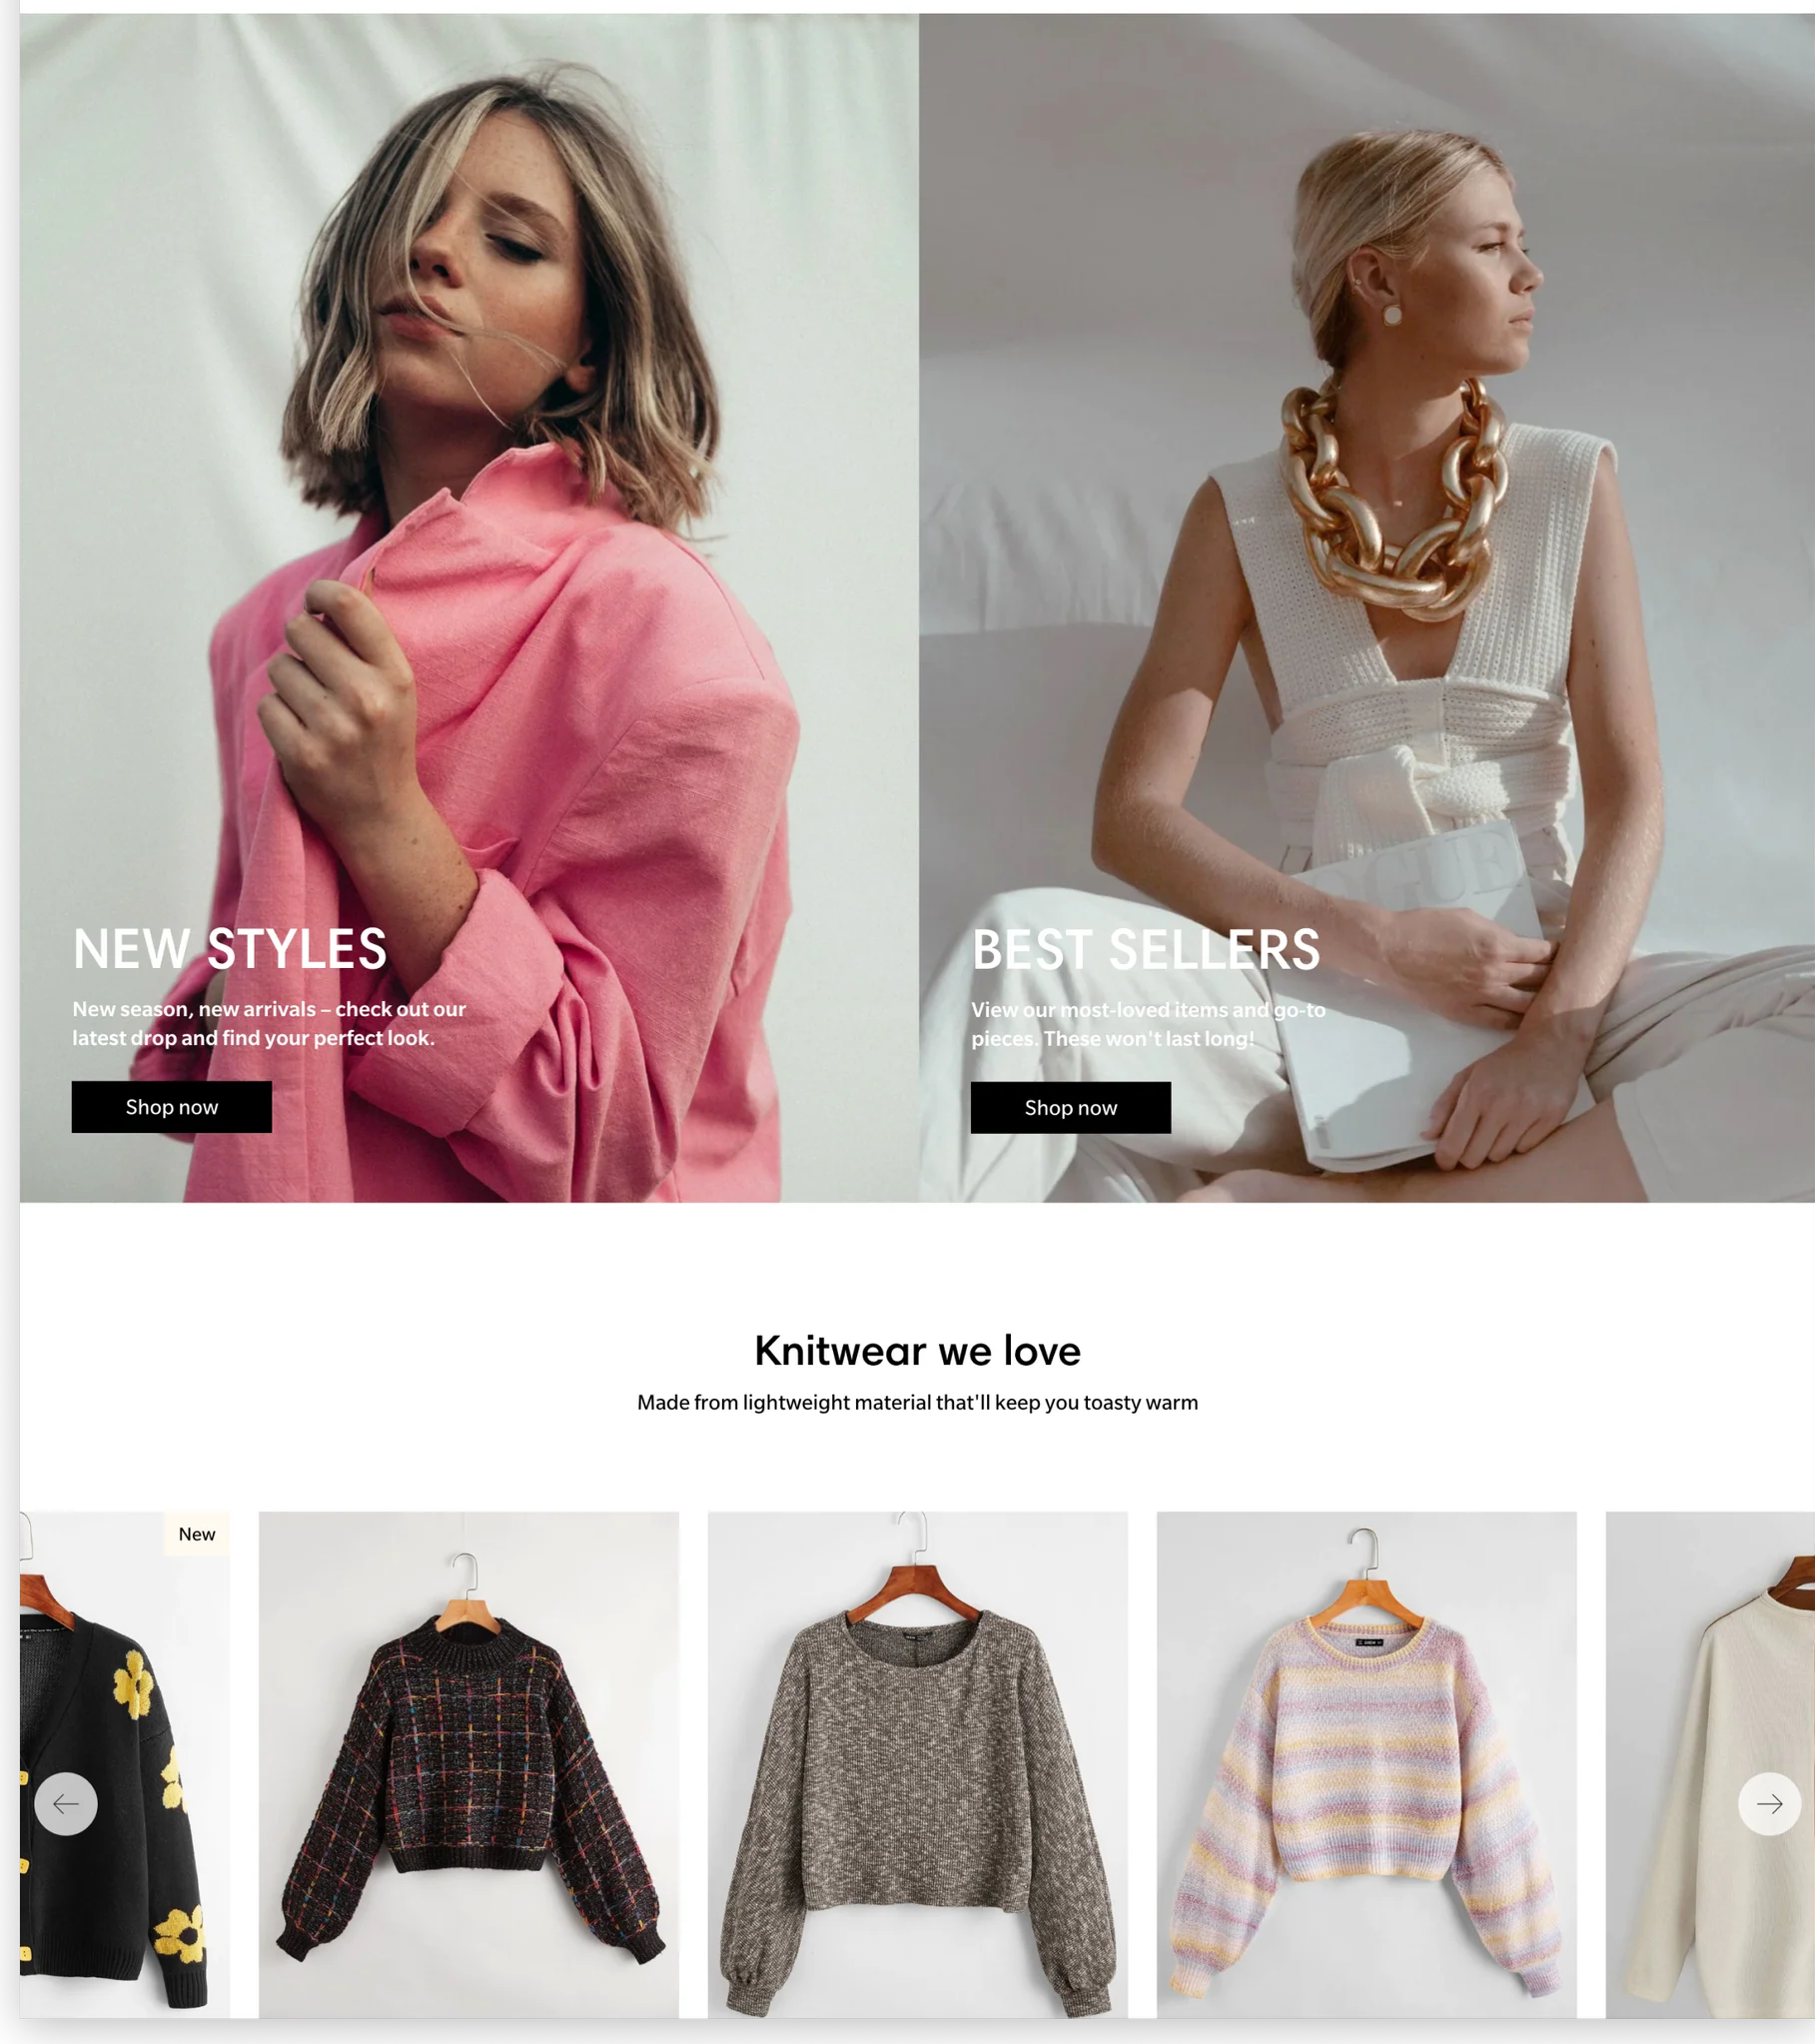 NEW STYLES
New season, new arrivals – check out our
latest drop and find your perfect look.
Shop now
BEST SELLERS
View our most-loved items and go-to
pieces. These won't last long!
Shop now
Knitwear we love
Made from lightweight material that'll keep you toasty warm
New